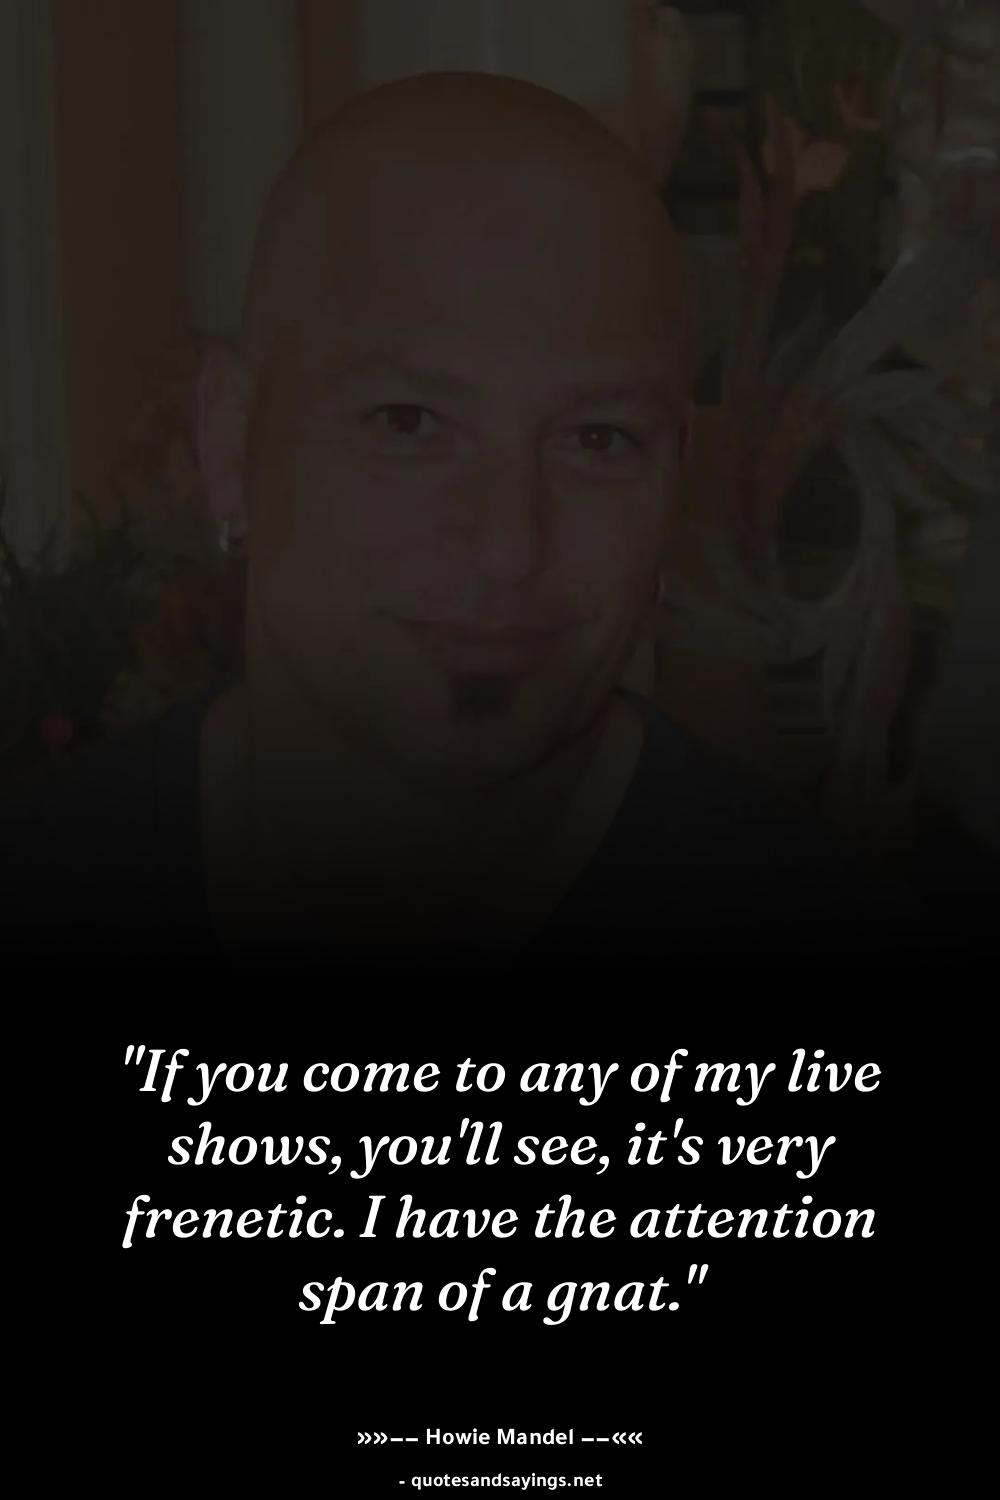 "If you come to any of my live
shows, you'll see, it's very
frenetic. I have the attention
span of a gnat."
»»–– Howie Mandel ––««
- quotesandsayings.net